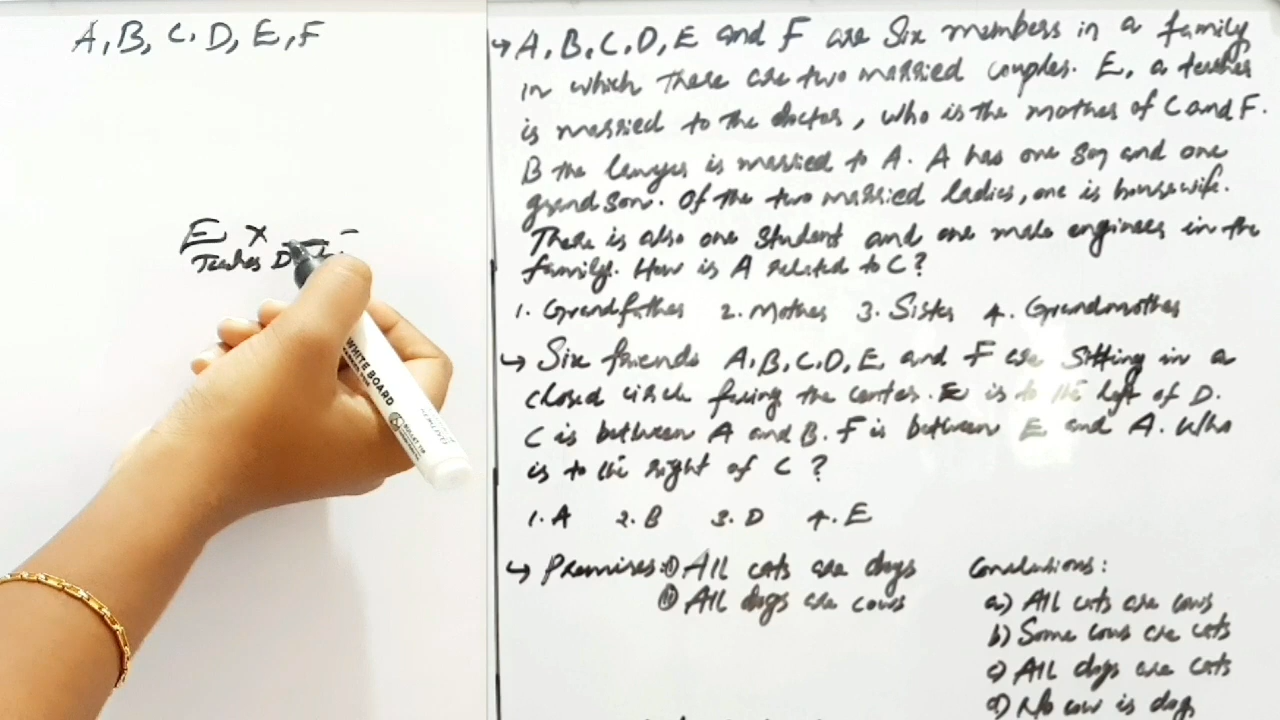 A, B, C, D, E, F
E x -
Teacher D
WHITE BOARD
→ A, B, C, D, E and F are Six members in a family
in which there are two married couples. E, a teacher
is married to the doctor, who is the mother of C and F.
B the lawyer is married to A. A has one son and one
grand son. Of the two married ladies, one is housewife.
There is also one student and one male engineer in the
family. How is A related to C?
1. Grandfather 2. Mother 3. Sister 4. Grandmother
→ Six friends A, B, C, D, E and F are Sitting in a
closed circle facing the center. E is to the left of D.
C is between A and B. F is between E and A. Who
is to the right of C ?
1. A 2. B 3. D 4. E
→ Premises: i) All cats are dogs Conclusions:
ii) All dogs are cows a) All cats are cows
b) Some cows are cats
c) All dogs are cats
d) No cow is dog